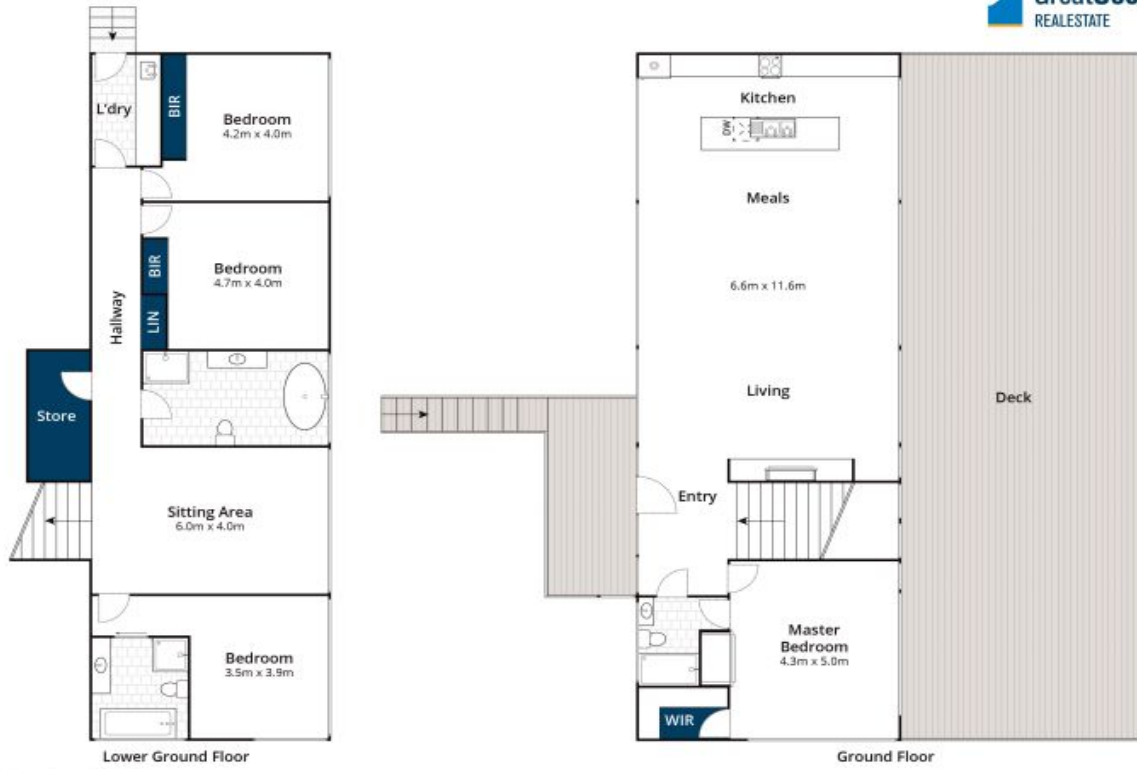 REALESTATE
L'dry
BIR
Bedroom
4.2m x 4.0m
BIR
Bedroom
4.7m x 4.0m
LIN
Hallway
Store
Sitting Area
6.0m x 4.0m
Bedroom
3.5m x 3.9m
Lower Ground Floor
Kitchen
DW
Meals
6.6m x 11.6m
Living
Deck
Entry
Master
Bedroom
4.3m x 5.0m
WIR
Ground Floor